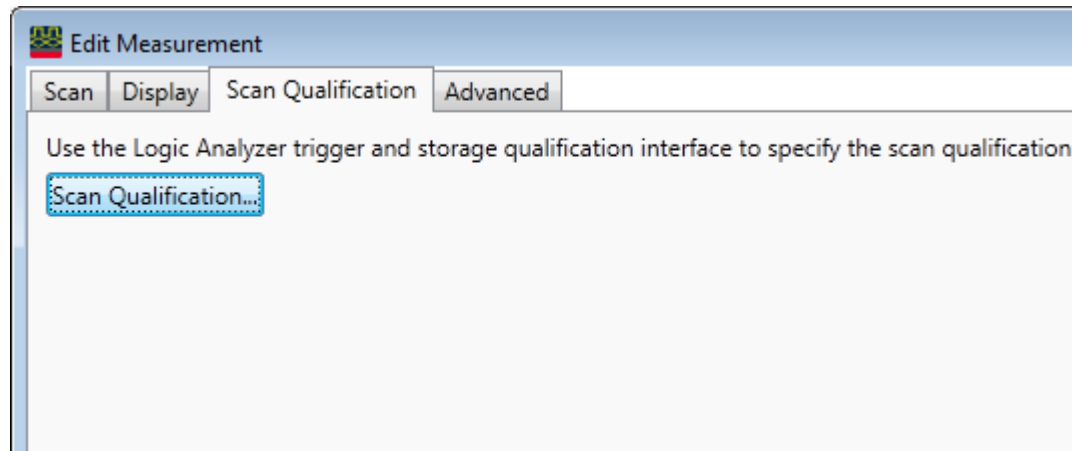 Edit Measurement
Scan Display Scan Qualification Advanced
Use the Logic Analyzer trigger and storage qualification interface to specify the scan qualification
Scan Qualification...